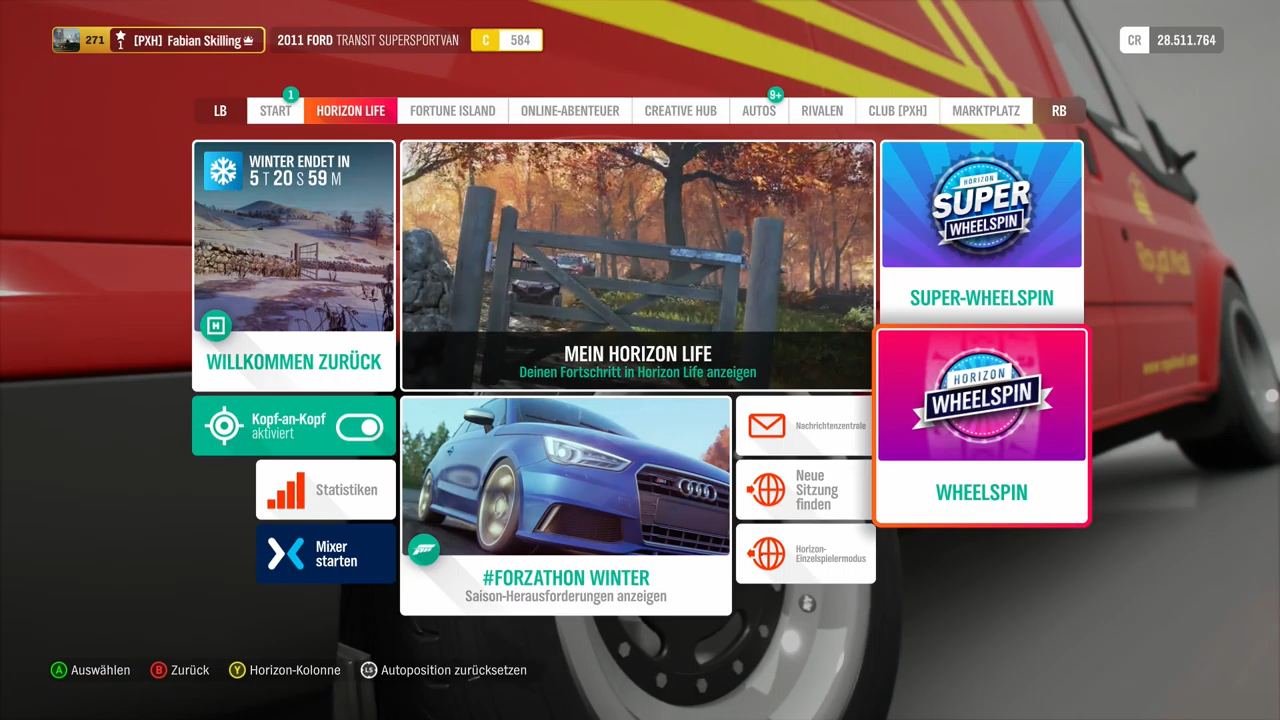 271
1
[PXH] Fabian Skilling
2011 FORD TRANSIT SUPERSPORTVAN
C 584
CR 28.511.764
1
9+
LB
START
HORIZON LIFE
FORTUNE ISLAND
ONLINE-ABENTEUER
CREATIVE HUB
AUTOS
RIVALEN
CLUB [PXH]
MARKTPLATZ
RB
WINTER ENDET IN
5 T 20 S 59 M
H
WILLKOMMEN ZURÜCK
MEIN HORIZON LIFE
Deinen Fortschritt in Horizon Life anzeigen
HORIZON
SUPER
WHEELSPIN
SUPER-WHEELSPIN
HORIZON
WHEELSPIN
WHEELSPIN
Kopf-an-Kopf
aktiviert
Statistiken
Mixer
starten
#FORZATHON WINTER
Saison-Herausforderungen anzeigen
Nachrichtenzentrale
Neue
Sitzung
finden
Horizon-
Einzelspielermodus
Royal Mail
A Auswählen
B Zurück
Y Horizon-Kolonne
LS Autoposition zurücksetzen